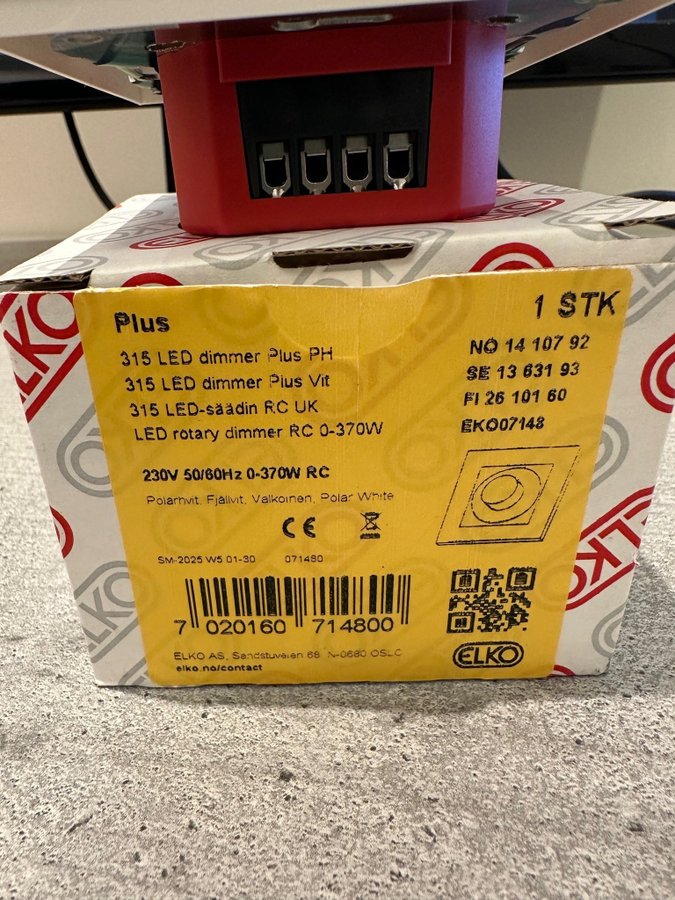 Plus
1 STK
315 LED dimmer Plus PH
315 LED dimmer Plus Vit
315 LED-säädin RC UK
LED rotary dimmer RC 0-370W
NO 14 107 92
SE 13 631 93
FI 26 101 60
EKO07148
230V 50/60Hz 0-370W RC
Polarhvit, Fjällvit, Valkoinen, Polar White
CE
SM-2025 W5 01-30 071480
7 020160 714800
ELKO AS, Sandstuveien 68, N-0680 OSLO
elko.no/contact
ELKO
ELKO
ELKO
ELKO